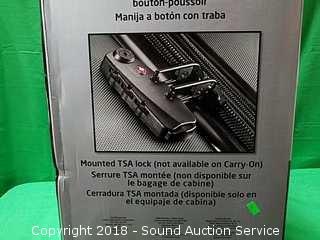 bouton-poussoir
Manija a botón con traba
Mounted TSA lock (not available on Carry-On)
Serrure TSA montée (non disponible sur
le bagage de cabine)
Cerradura TSA montada (disponible solo en
el equipaje de cabina)
Copyright 2018 - Sound Auction Service